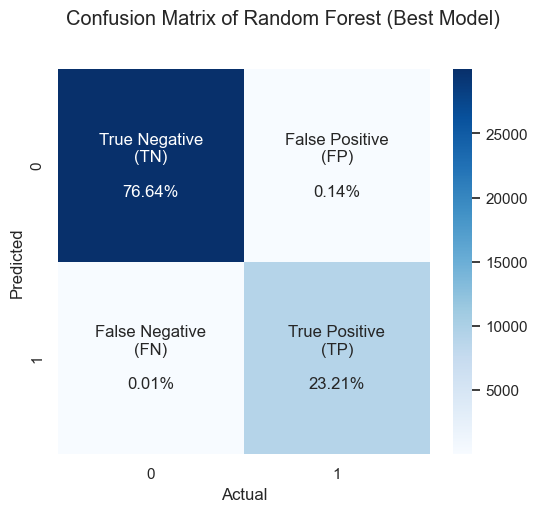 Confusion Matrix of Random Forest (Best Model)
True Negative
(TN)
76.64%
False Positive
(FP)
0.14%
False Negative
(FN)
0.01%
True Positive
(TP)
23.21%
0
1
Predicted
0
1
Actual
25000
20000
15000
10000
5000